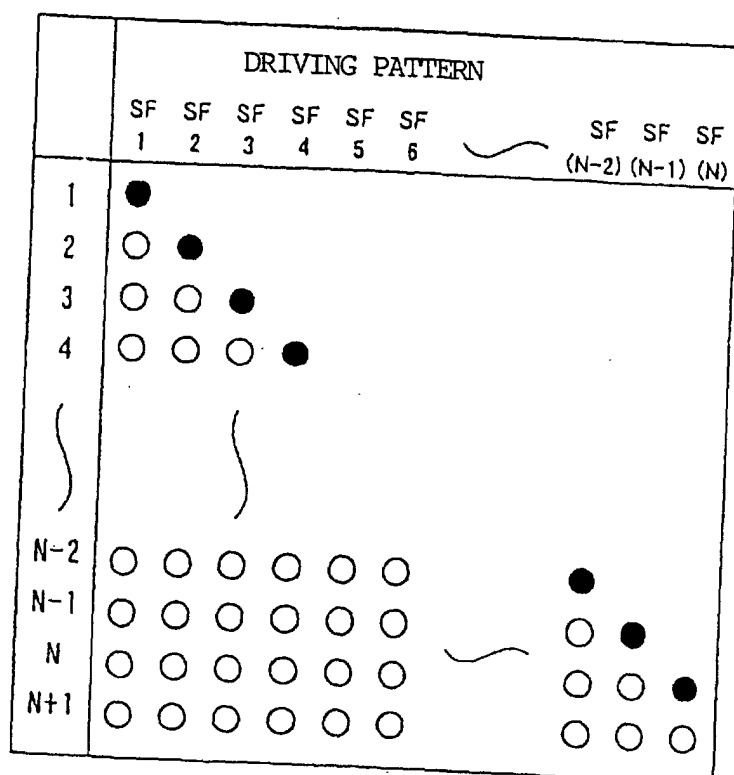 DRIVING PATTERN
SF SF SF SF SF SF SF SF SF
1 2 3 4 5 6 (N-2) (N-1) (N)
1
2
3
4
N-2
N-1
N
N+1